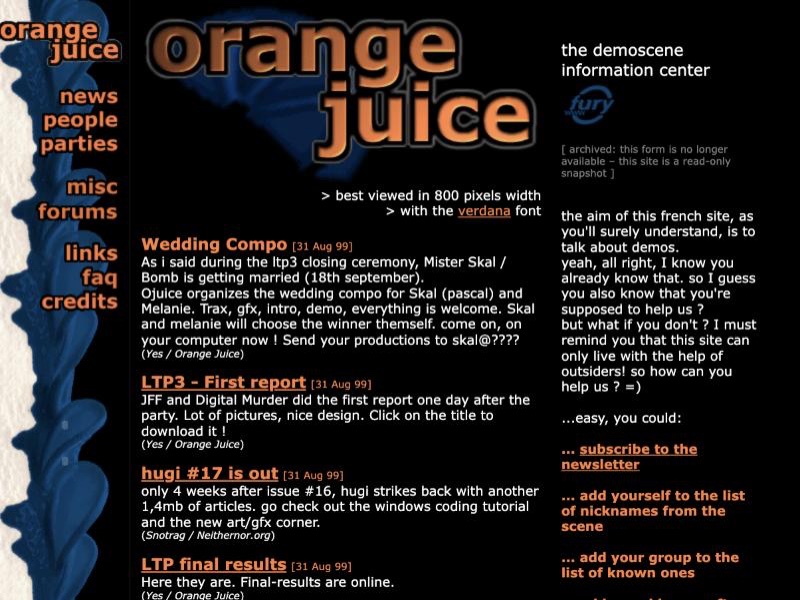 orange
juice
news
people
parties
misc
forums
links
faq
credits
orange
juice
> best viewed in 800 pixels width
> with the verdana font
Wedding Compo [31 Aug 99]
As i said during the ltp3 closing ceremony, Mister Skal /
Bomb is getting married (18th september).
Ojuice organizes the wedding compo for Skal (pascal) and
Melanie. Trax, gfx, intro, demo, everything is welcome. Skal
and melanie will choose the winner themself. come on, on
your computer now ! Send your productions to skal@????
(Yes / Orange Juice)
LTP3 - First report [31 Aug 99]
JFF and Digital Murder did the first report one day after the
party. Lot of pictures, nice design. Click on the title to
download it !
(Yes / Orange Juice)
hugi #17 is out [31 Aug 99]
only 4 weeks after issue #16, hugi strikes back with another
1,4mb of articles. go check out the windows coding tutorial
and the new art/gfx corner.
(Snotrag / Neithernor.org)
LTP final results [31 Aug 99]
Here they are. Final-results are online.
(Yes / Orange Juice)
the demoscene
information center
fury
www
[ archived: this form is no longer
available – this site is a read-only
snapshot ]
the aim of this french site, as
you'll surely understand, is to
talk about demos.
yeah, all right, I know you
already know that. so I guess
you also know that you're
supposed to help us ?
but what if you don't ? I must
remind you that this site can
only live with the help of
outsiders! so how can you
help us ? =)
...easy, you could:
... subscribe to the
newsletter
... add yourself to the list
of nicknames from the
scene
... add your group to the
list of known ones